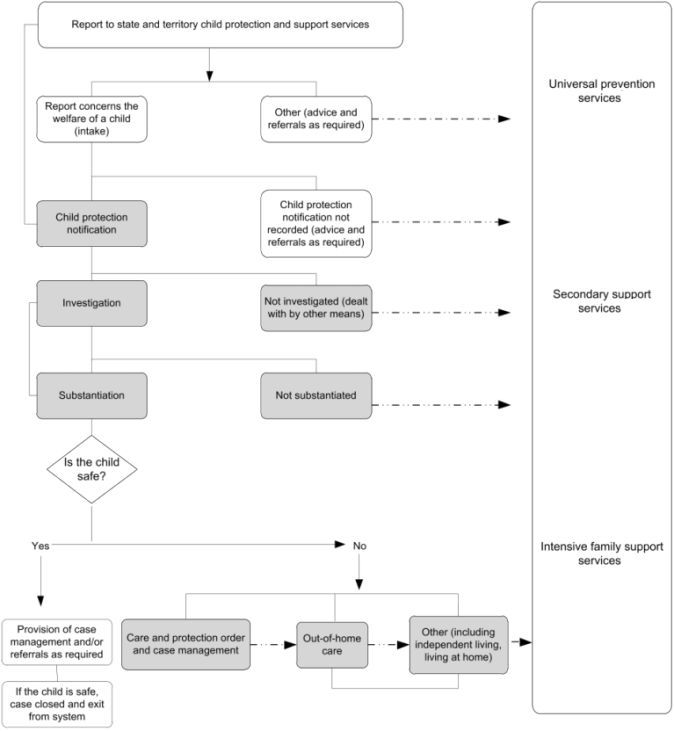 Report to state and territory child protection and support services
Universal prevention
services
Report concerns the
welfare of a child
(intake)
Other (advice and
referrals as required)
Child protection
notification
Child protection
notification not
recorded (advice and
referrals as required)
Investigation
Not investigated (dealt
with by other means)
Secondary support
services
Substantiation
Not substantiated
Is the child
safe?
Yes
No
Intensive family support
services
Provision of case
management and/or
referrals as required
Care and protection order
and case management
Out-of-home
care
Other (including
independent living,
living at home)
If the child is safe,
case closed and exit
from system